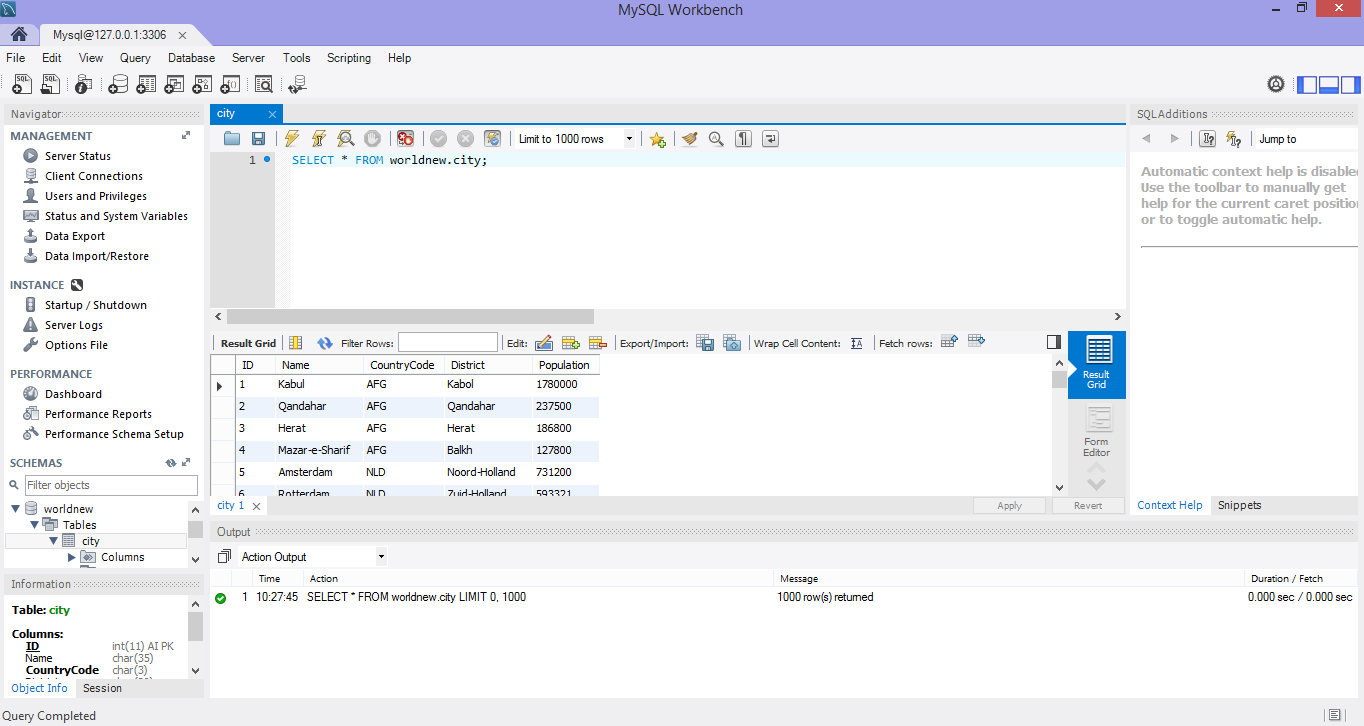 MySQL Workbench
Mysql@127.0.0.1:3306
File Edit View Query Database Server Tools Scripting Help
Navigator
MANAGEMENT
Server Status
Client Connections
Users and Privileges
Status and System Variables
Data Export
Data Import/Restore
INSTANCE
Startup / Shutdown
Server Logs
Options File
PERFORMANCE
Dashboard
Performance Reports
Performance Schema Setup
SCHEMAS
Filter objects
worldnew
Tables
city
Columns
Information
Table: city
Columns:
ID int(11) AI PK
Name char(35)
CountryCode char(3)
Object Info Session
city
Limit to 1000 rows
1 SELECT * FROM worldnew.city;
Result Grid Filter Rows: Edit: Export/Import: Wrap Cell Content: Fetch rows:
ID Name CountryCode District Population
1 Kabul AFG Kabol 1780000
2 Qandahar AFG Qandahar 237500
3 Herat AFG Herat 186800
4 Mazar-e-Sharif AFG Balkh 127800
5 Amsterdam NLD Noord-Holland 731200
6 Rotterdam NLD Zuid-Holland 593321
Result
Grid
Form
Editor
city 1 Apply Revert
SQLAdditions
Jump to
Automatic context help is disabled
Use the toolbar to manually get
help for the current caret position
or to toggle automatic help.
Context Help Snippets
Output
Action Output
Time Action Message Duration / Fetch
1 10:27:45 SELECT * FROM worldnew.city LIMIT 0, 1000 1000 row(s) returned 0.000 sec / 0.000 sec
Query Completed